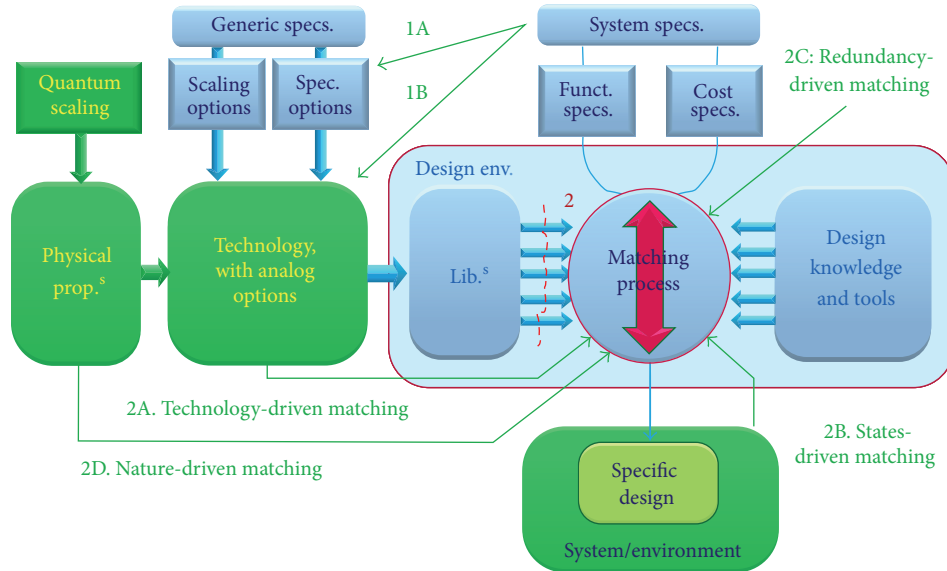 Generic specs.
1A
System specs.
2C: Redundancy-
driven matching
Quantum
scaling
Scaling
options
Spec.
options
1B
Funct.
specs.
Cost
specs.
Design env.
2
Physical
prop.s
Technology,
with analog
options
Lib.s
Matching
process
Design
knowledge
and tools
2A. Technology-driven matching
2D. Nature-driven matching
2B. States-
driven matching
Specific
design
System/environment